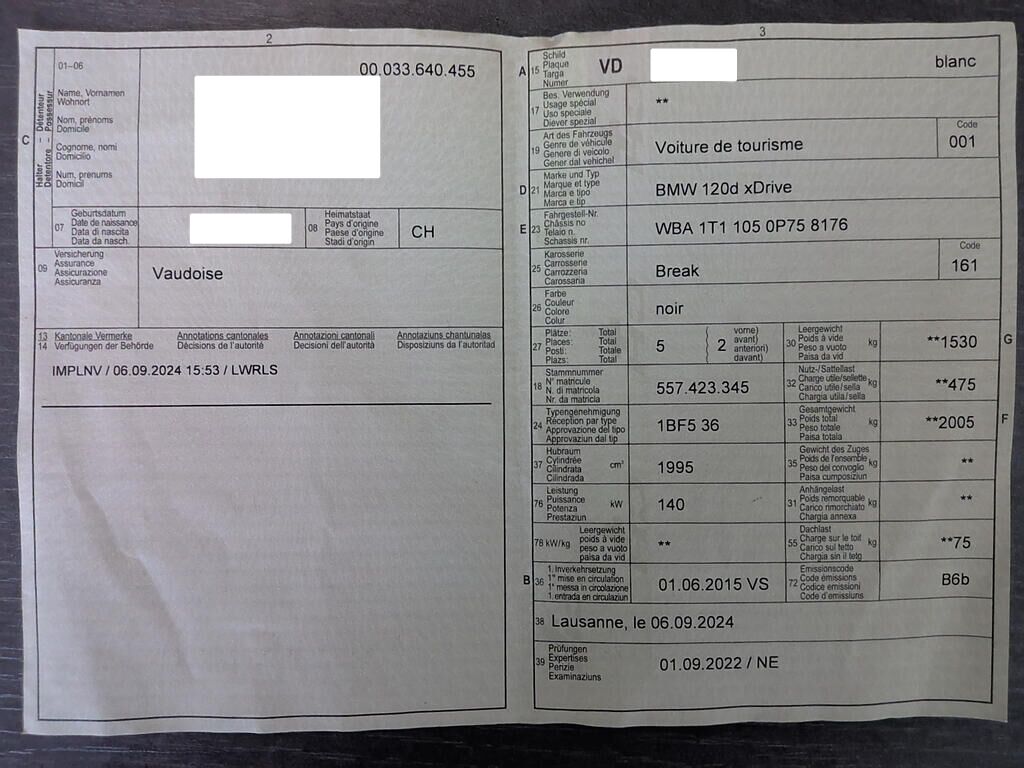 2
01–06
00.033.640.455
Halter – Détenteur
Detentore – Possessur
C
Name, Vornamen
Wohnort
Nom, prénoms
Domicile
Cognome, nomi
Domicilio
Num, prenums
Domicil
07
Geburtsdatum
Date de naissance
Data di nascita
Data da nasch.
08
Heimatstaat
Pays d'origine
Paese d'origine
Stadi d'origin
CH
09
Versicherung
Assurance
Assicurazione
Assicuranza
Vaudoise
13 Kantonale Vermerke Annotations cantonales Annotazioni cantonali Annotaziuns chantunalas
14 Verfügungen der Behörde Décisions de l'autorité Decisioni dell'autorità Disposiziuns da l'autoritad
IMPLNV / 06.09.2024 15:53 / LWRLS
3
A 15
Schild
Plaque
Targa
Numer
VD
blanc
17
Bes. Verwendung
Usage spécial
Uso speciale
Diever spezial
**
19
Art des Fahrzeugs
Genre de véhicule
Genere di veicolo
Gener dal vehichel
Voiture de tourisme
Code
001
D 21
Marke und Typ
Marque et type
Marca e tipo
Marca e tip
BMW 120d xDrive
E 23
Fahrgestell-Nr.
Châssis no
Telaio n.
Schassis nr.
WBA 1T1 105 0P75 8176
25
Karosserie
Carrosserie
Carrozzeria
Carossaria
Break
Code
161
26
Farbe
Couleur
Colore
Colur
noir
27
Plätze: Total
Places: Total
Posti: Totale
Plazs: Total
5
( 2
vorne)
avant)
anteriori)
davant)
30
Leergewicht
Poids à vide
Peso a vuoto
Paisa da vid
kg
**1530
G
18
Stammnummer
N° matricule
N. di matricola
Nr. da matricla
557.423.345
32
Nutz-/Sattellast
Charge utile/sellette
Carico utile/sella
Chargia utila/sella
kg
**475
24
Typengenehmigung
Réception par type
Approvazione del tipo
Approvaziun dal tip
1BF5 36
33
Gesamtgewicht
Poids total
Peso totale
Paisa totala
kg
**2005
F
37
Hubraum
Cylindrée
Cilindrata
Cilindrada
cm³
1995
35
Gewicht des Zuges
Poids de l'ensemble
Peso del convoglio
Paisa cumposiziun
kg
**
76
Leistung
Puissance
Potenza
Prestaziun
kW
140
31
Anhängelast
Poids remorquable
Carico rimorchiato
Chargia annexa
kg
**
78 kW/kg
Leergewicht
poids à vide
peso a vuoto
paisa da vid
**
55
Dachlast
Charge sur le toit
Carico sul tetto
Chargia sin il tetg
kg
**75
B 36
1. Inverkehrsetzung
1re mise en circulation
1a messa in circolazione
1. entrada en circulaziun
01.06.2015 VS
72
Emissionscode
Code émissions
Codice emissioni
Code d'emissiuns
B6b
38 Lausanne, le 06.09.2024
39
Prüfungen
Expertises
Perizie
Examinaziuns
01.09.2022 / NE